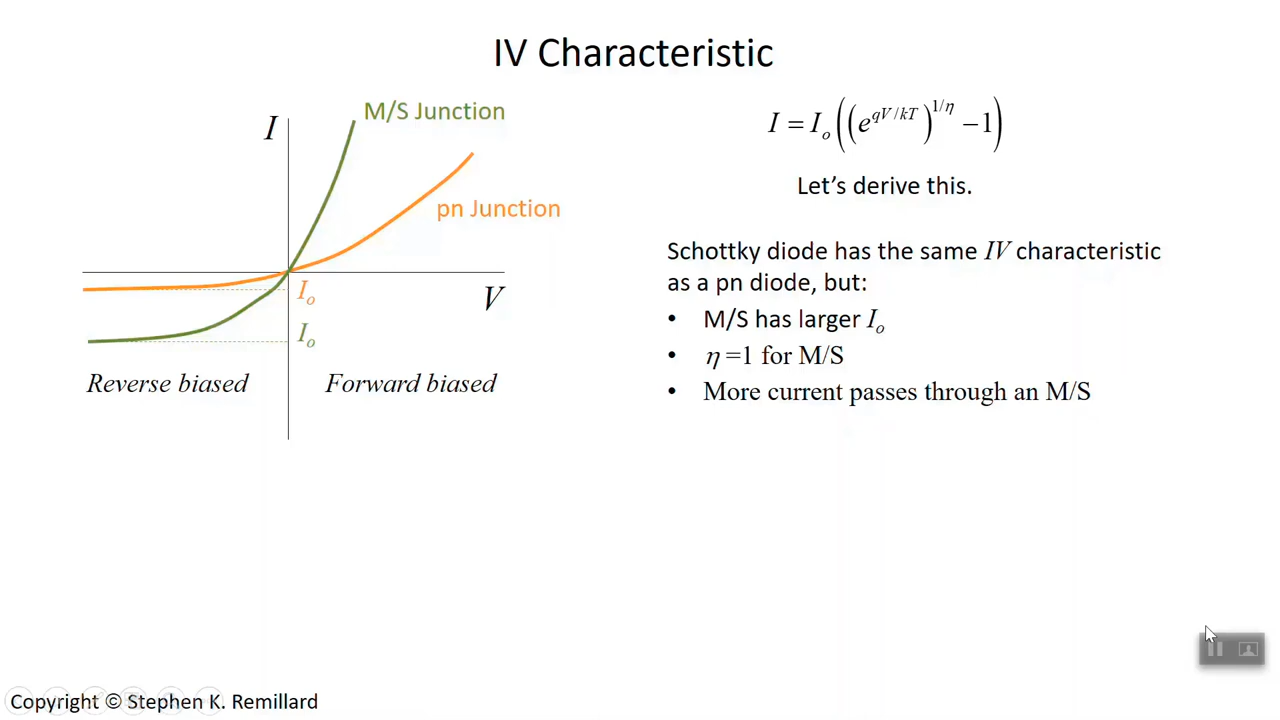 IV Characteristic
M/S Junction
I
pn Junction
I₀
V
I₀
Reverse biased
Forward biased
I = Iₒ((e^{qV/kT})^{1/η} − 1)
Let's derive this.
Schottky diode has the same IV characteristic
as a pn diode, but:
• M/S has larger Iₒ
• η =1 for M/S
• More current passes through an M/S
Copyright © Stephen K. Remillard